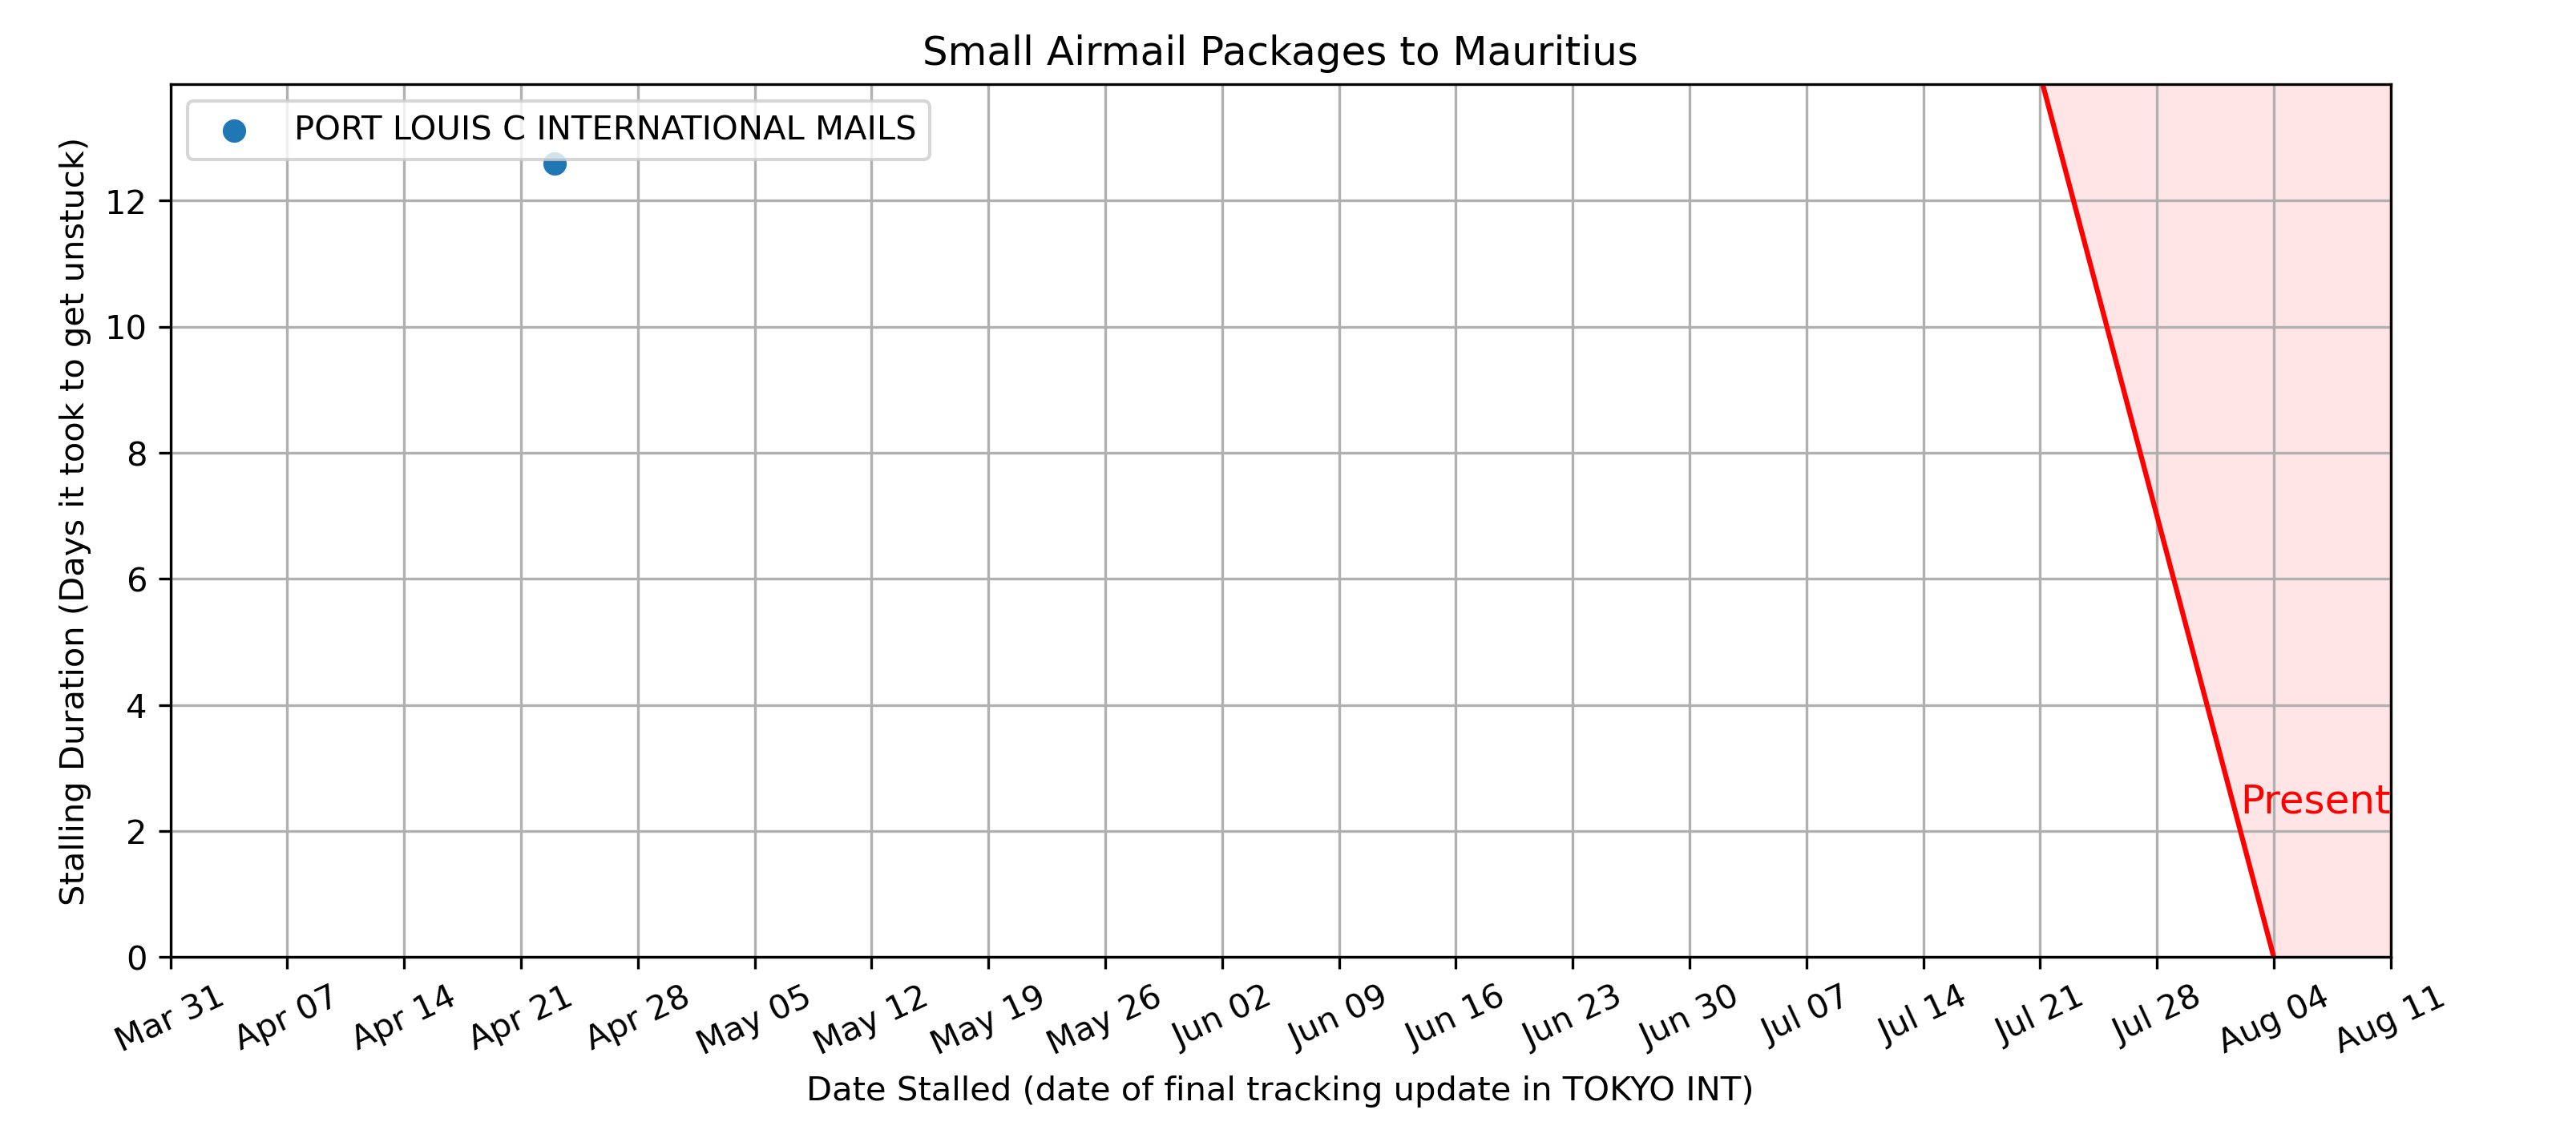 Small Airmail Packages to Mauritius
PORT LOUIS C INTERNATIONAL MAILS
Stalling Duration (Days it took to get unstuck)
12
10
8
6
4
2
0
Present
Mar 31
Apr 07
Apr 14
Apr 21
Apr 28
May 05
May 12
May 19
May 26
Jun 02
Jun 09
Jun 16
Jun 23
Jun 30
Jul 07
Jul 14
Jul 21
Jul 28
Aug 04
Aug 11
Date Stalled (date of final tracking update in TOKYO INT)